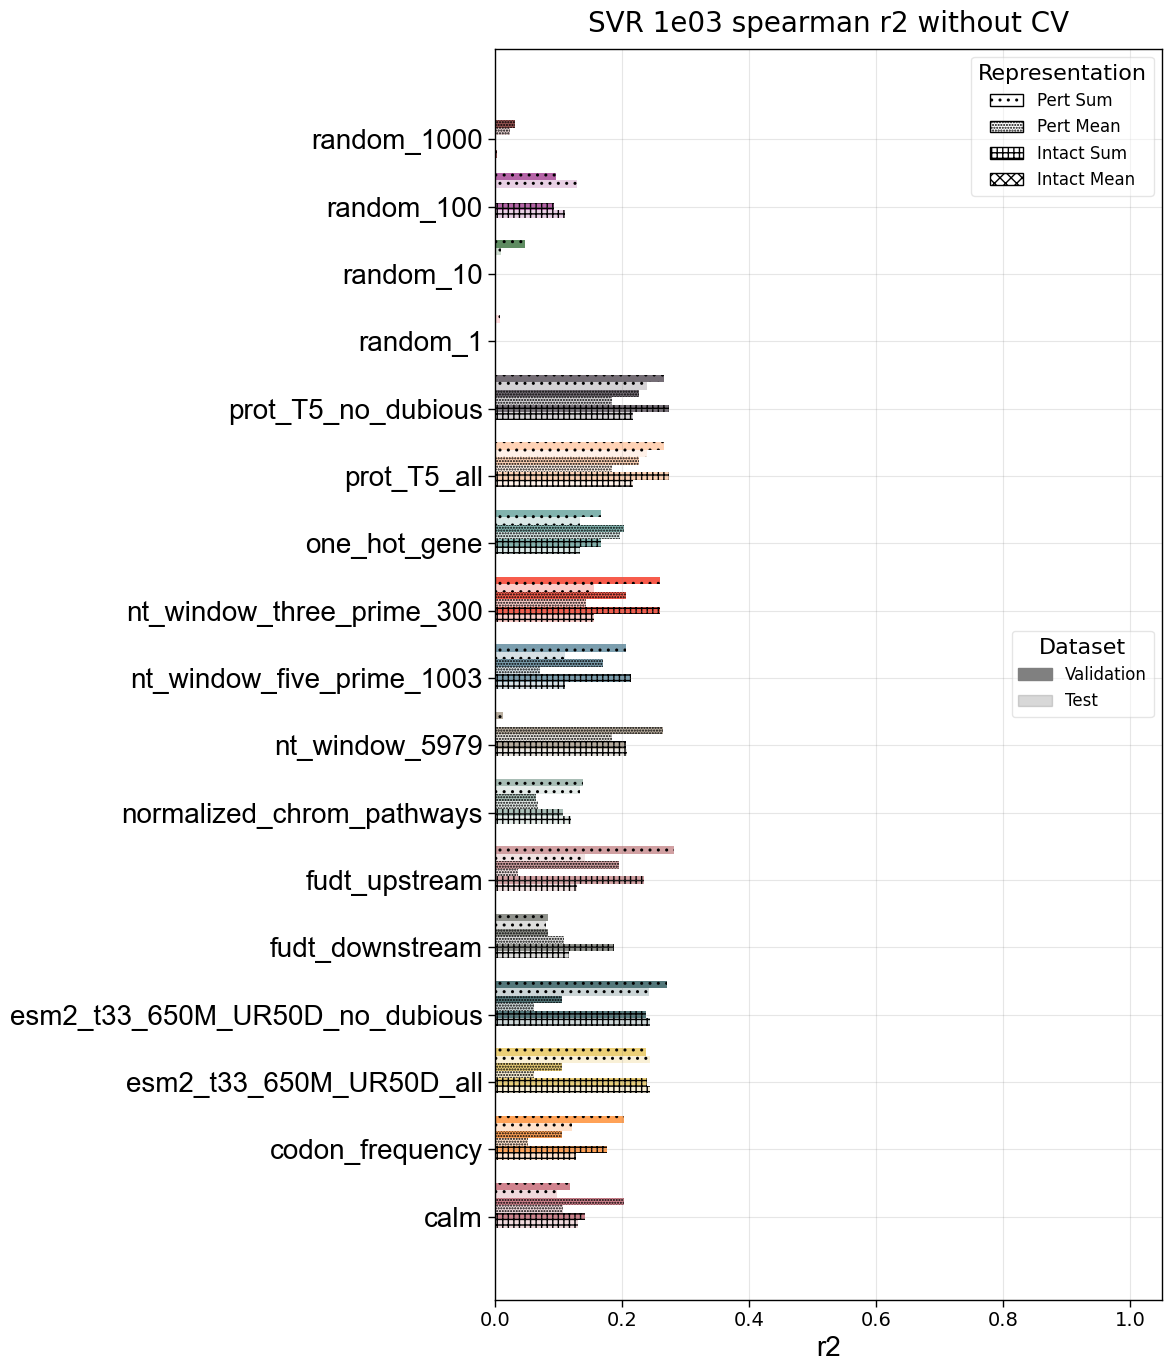 SVR 1e03 spearman r2 without CV
Representation
Pert Sum
Pert Mean
Intact Sum
Intact Mean
random_1000
random_100
random_10
random_1
prot_T5_no_dubious
prot_T5_all
one_hot_gene
nt_window_three_prime_300
nt_window_five_prime_1003
nt_window_5979
normalized_chrom_pathways
fudt_upstream
fudt_downstream
esm2_t33_650M_UR50D_no_dubious
esm2_t33_650M_UR50D_all
codon_frequency
calm
Dataset
Validation
Test
0.0 0.2 0.4 0.6 0.8 1.0
r2